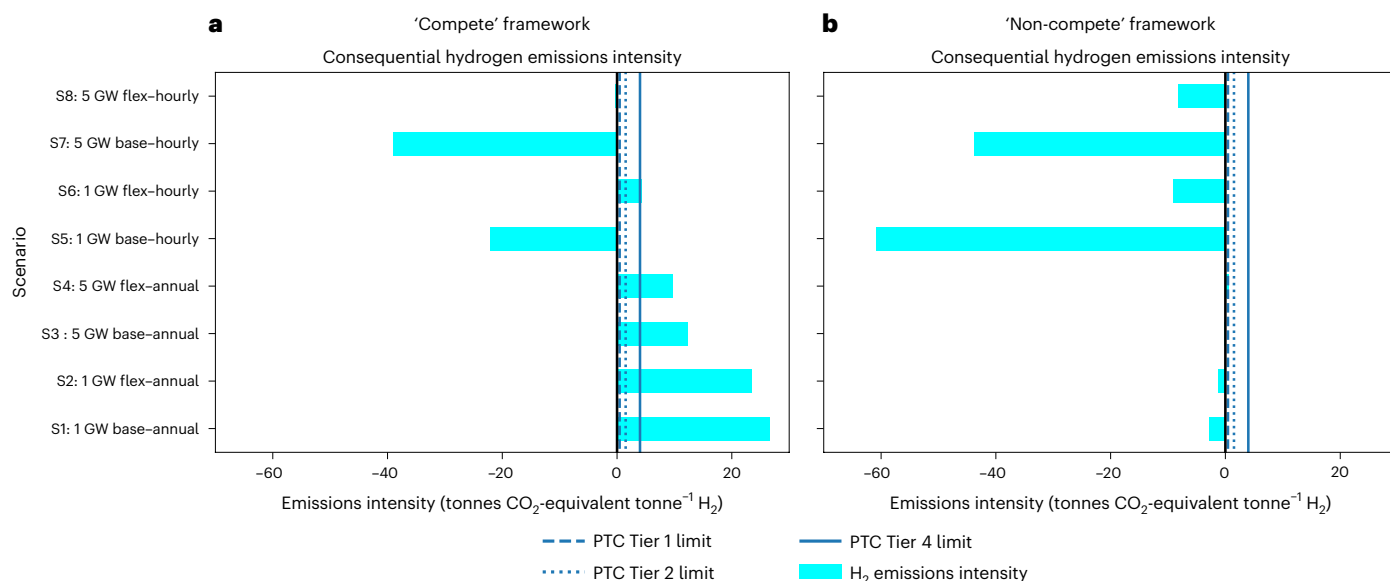 a
‘Compete’ framework
Consequential hydrogen emissions intensity
Scenario
S8: 5 GW flex–hourly
S7: 5 GW base–hourly
S6: 1 GW flex–hourly
S5: 1 GW base–hourly
S4: 5 GW flex–annual
S3 : 5 GW base–annual
S2: 1 GW flex–annual
S1: 1 GW base–annual
−60 −40 −20 0 20
Emissions intensity (tonnes CO₂-equivalent tonne⁻¹ H₂)
b
‘Non-compete’ framework
Consequential hydrogen emissions intensity
−60 −40 −20 0 20
Emissions intensity (tonnes CO₂-equivalent tonne⁻¹ H₂)
PTC Tier 1 limit
PTC Tier 2 limit
PTC Tier 4 limit
H₂ emissions intensity